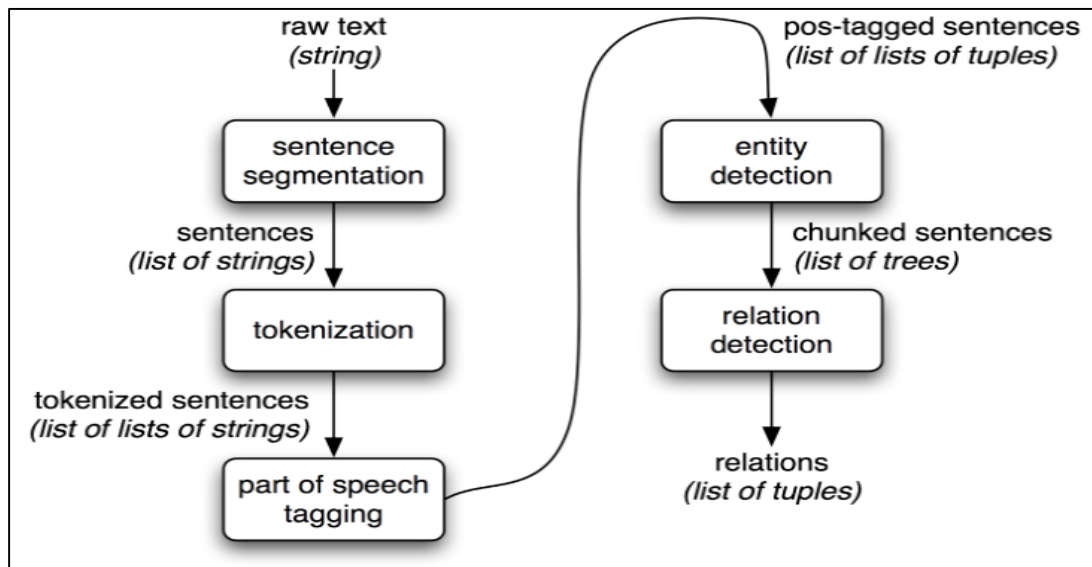 raw text
(string)
sentence
segmentation
sentences
(list of strings)
tokenization
tokenized sentences
(list of lists of strings)
part of speech
tagging
pos-tagged sentences
(list of lists of tuples)
entity
detection
chunked sentences
(list of trees)
relation
detection
relations
(list of tuples)